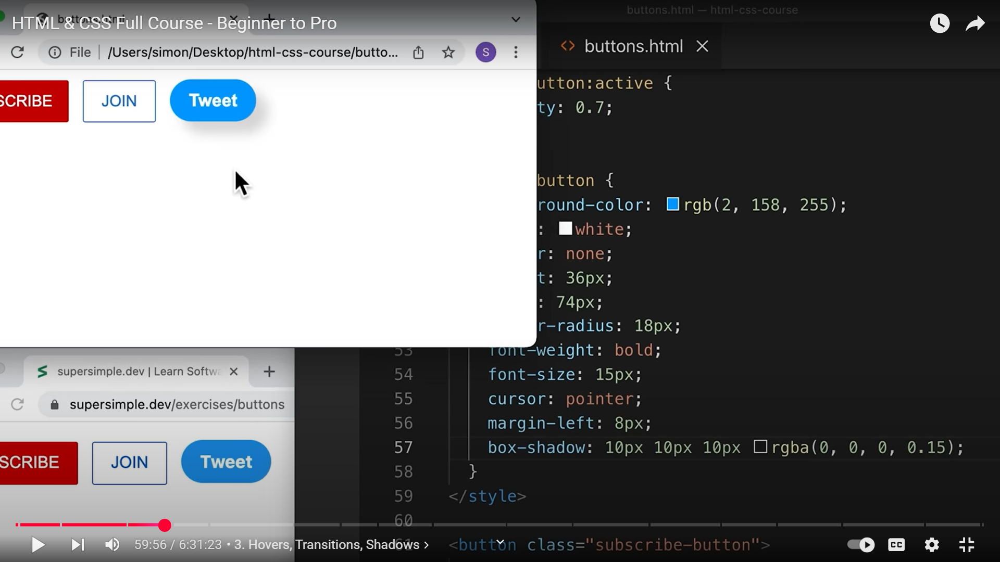 buttons.html — html-css-course
HTML & CSS Full Course - Beginner to Pro
buttons.html
File
/Users/simon/Desktop/html-css-course/butto...
S
buttons.html
SCRIBE
JOIN
Tweet
utton:active {
ty: 0.7;
button {
round-color: rgb(2, 158, 255);
: white;
r: none;
t: 36px;
: 74px;
r-radius: 18px;
53 font-weight: bold;
54 font-size: 15px;
55 cursor: pointer;
56 margin-left: 8px;
57 box-shadow: 10px 10px 10px rgba(0, 0, 0, 0.15);
58 }
59 </style>
60
61 <button class="subscribe-button">
supersimple.dev | Learn Softwa
supersimple.dev/exercises/buttons
SCRIBE
JOIN
Tweet
59:56 / 6:31:23 • 3. Hovers, Transitions, Shadows
CC